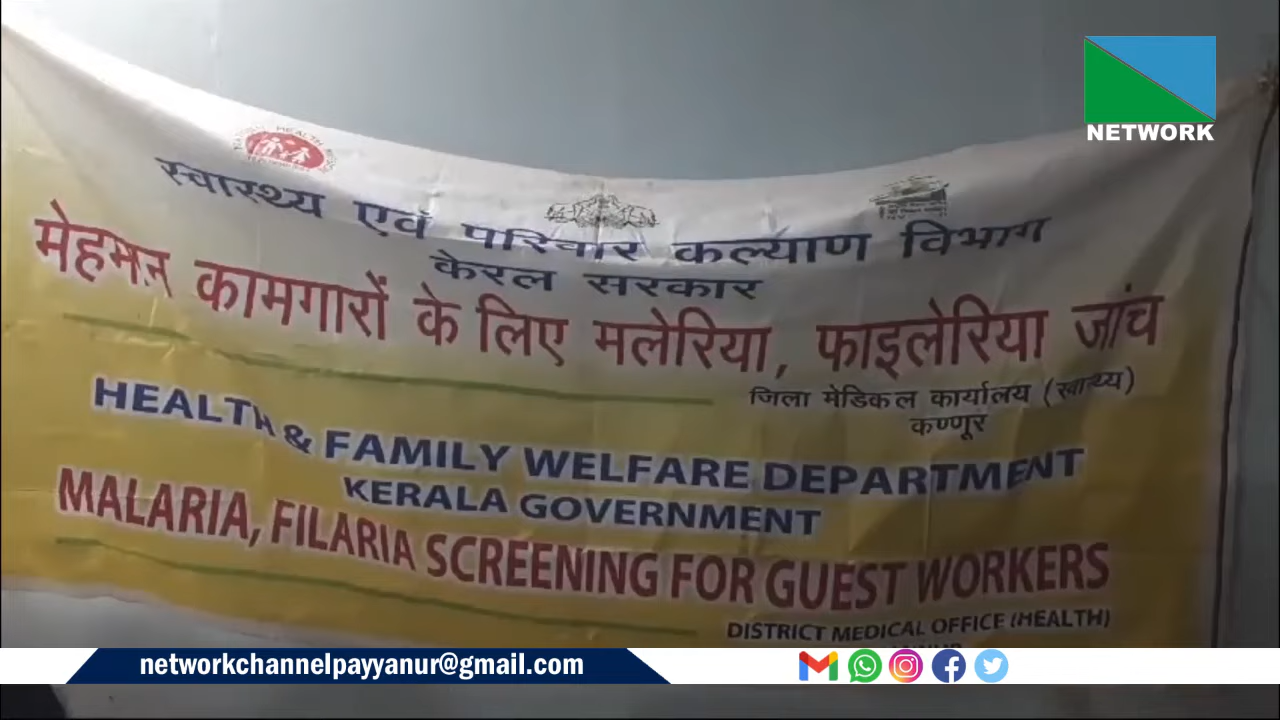 NETWORK
स्वास्थ्य एवं परिवार कल्याण विभाग
केरल सरकार
मेहमान कामगारों के लिए मलेरिया, फाइलेरिया जांच
जिला मेडिकल कार्यालय (स्वास्थ्य)
कण्णूर
HEALTH & FAMILY WELFARE DEPARTMENT
KERALA GOVERNMENT
MALARIA, FILARIA SCREENING FOR GUEST WORKERS
DISTRICT MEDICAL OFFICE (HEALTH)
networkchannelpayyanur@gmail.com